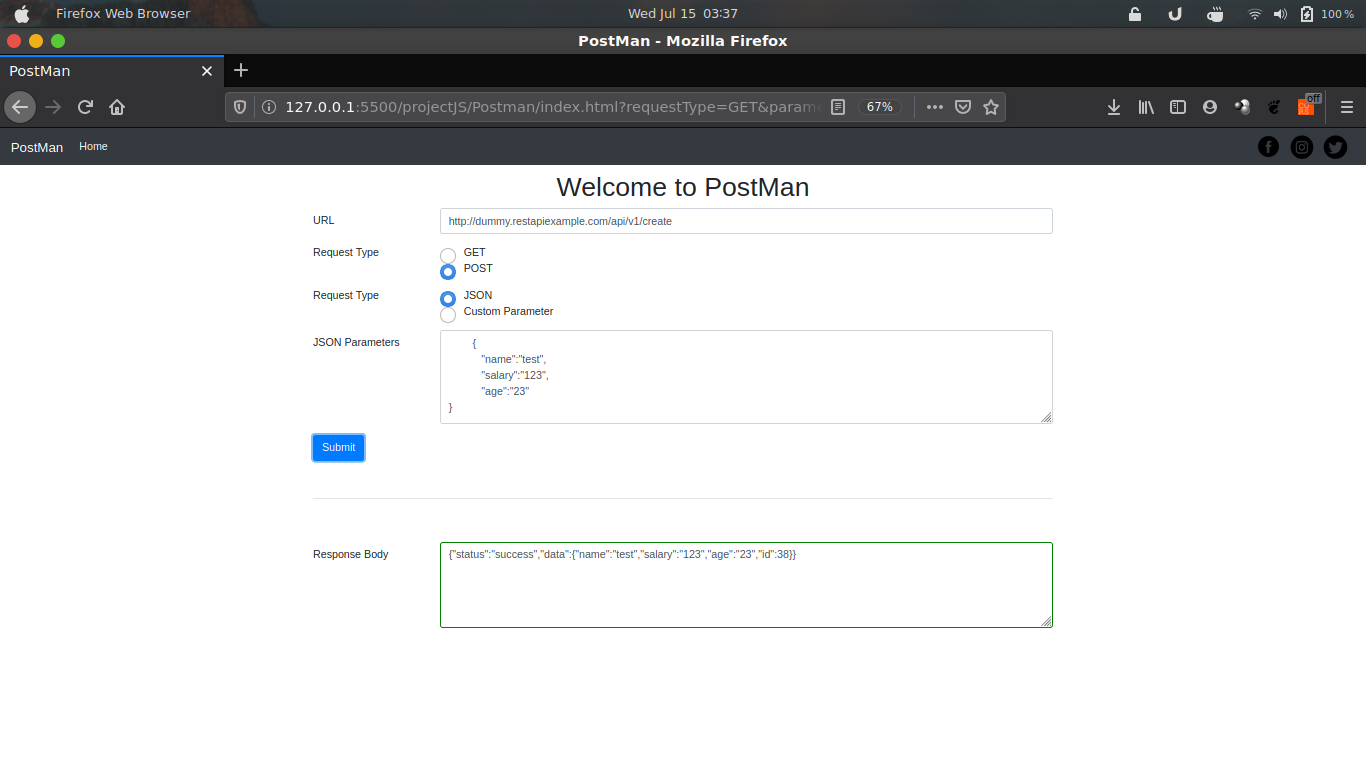 Firefox Web Browser
Wed Jul 15 03:37
100 %
PostMan - Mozilla Firefox
PostMan
127.0.0.1:5500/projectJS/Postman/index.html?requestType=GET&param
67%
off
PostMan Home
Welcome to PostMan
URL
http://dummy.restapiexample.com/api/v1/create
Request Type
GET
POST
Request Type
JSON
Custom Parameter
JSON Parameters
{
"name":"test",
"salary":"123",
"age":"23"
}
Submit
Response Body
{"status":"success","data":{"name":"test","salary":"123","age":"23","id":38}}